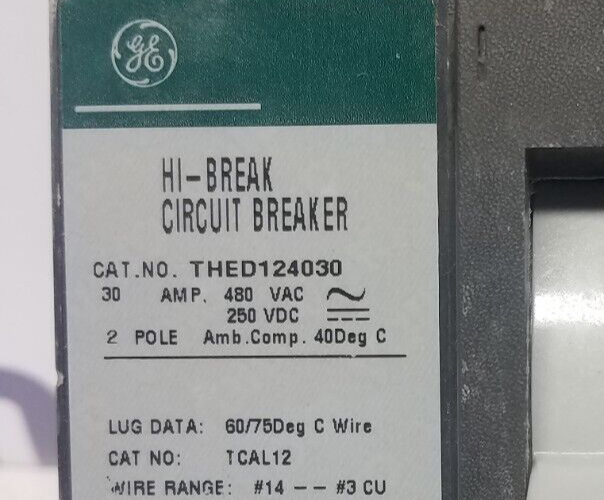 GE
HI-BREAK
CIRCUIT BREAKER
CAT.NO. THED124030
30 AMP. 480 VAC
250 VDC
2 POLE Amb.Comp. 40Deg C
LUG DATA: 60/75Deg C Wire
CAT NO: TCAL12
WIRE RANGE: #14 -- #3 CU